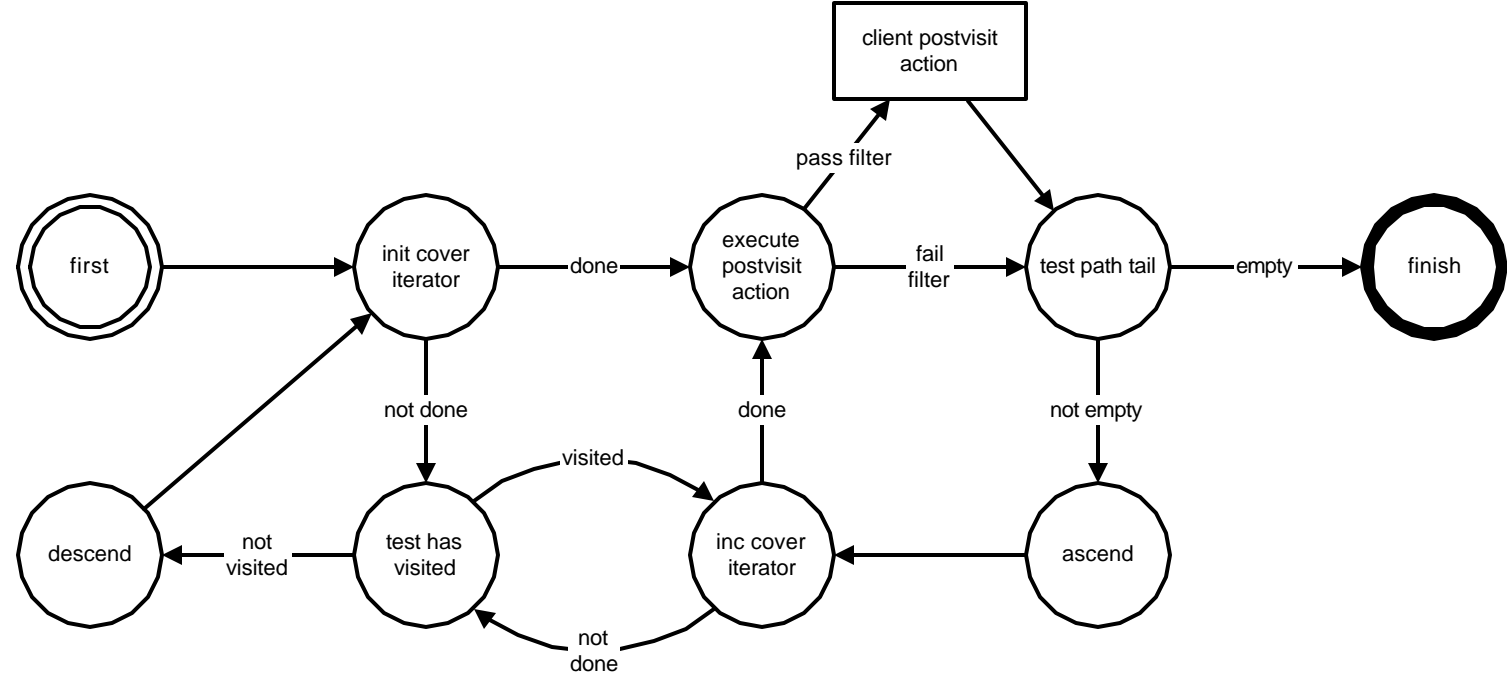 client postvisit
action
pass filter
first
init cover
iterator
done
execute
postvisit
action
fail
filter
test path tail
empty
finish
not done
done
not empty
visited
descend
not
visited
test has
visited
inc cover
iterator
ascend
not
done